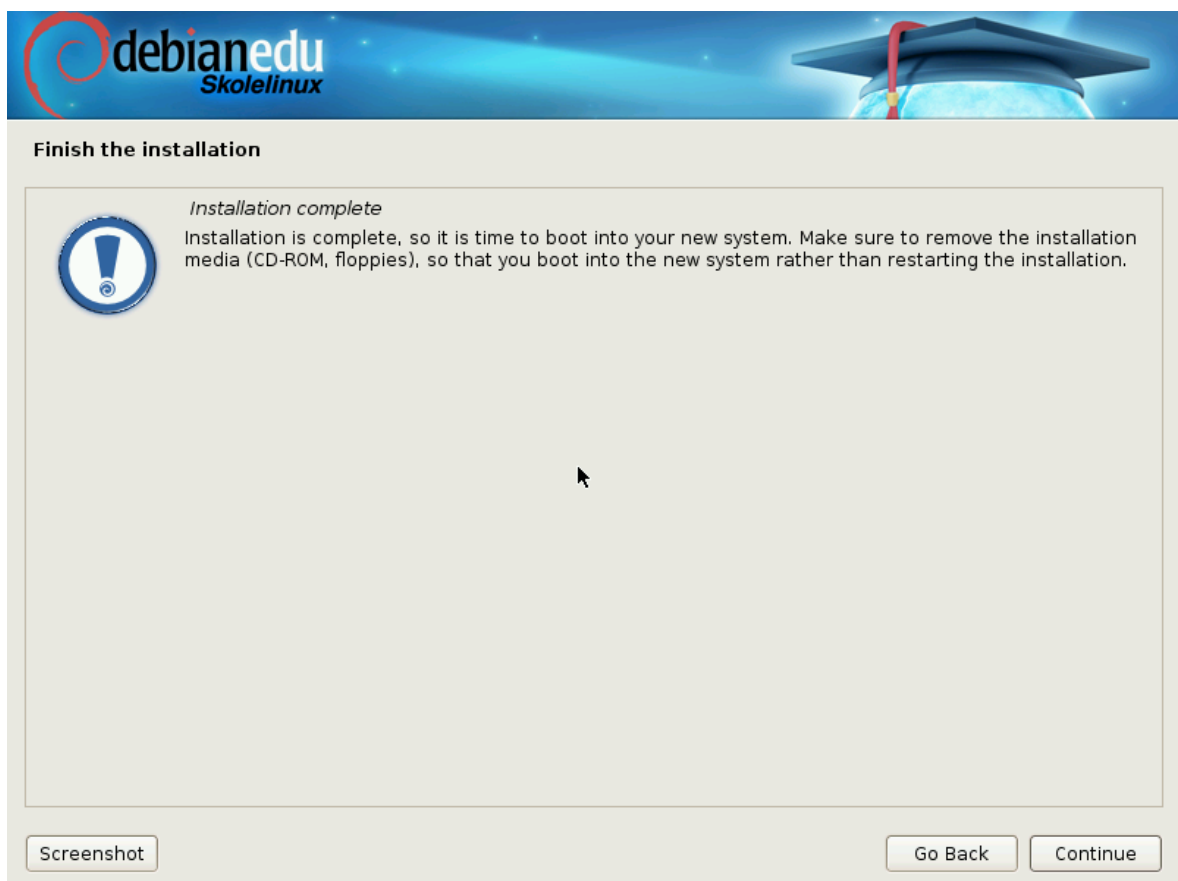 debianedu
Skolelinux
Finish the installation
Installation complete
Installation is complete, so it is time to boot into your new system. Make sure to remove the installation
media (CD-ROM, floppies), so that you boot into the new system rather than restarting the installation.
Screenshot
Go Back
Continue